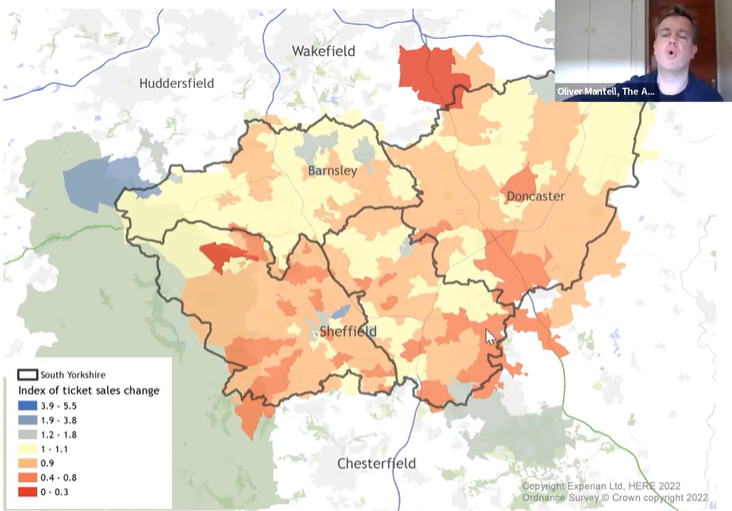 Wakefield
Huddersfield
Oliver Mantell, The A...
Barnsley
Doncaster
Sheffield
South Yorkshire
Index of ticket sales change
3.9 - 5.5
1.9 - 3.8
1.2 - 1.8
1 - 1.1
0.9
0.4 - 0.8
0 - 0.3
Chesterfield
Copyright Experian Ltd, HERE 2022
Ordnance Survey © Crown copyright 2022